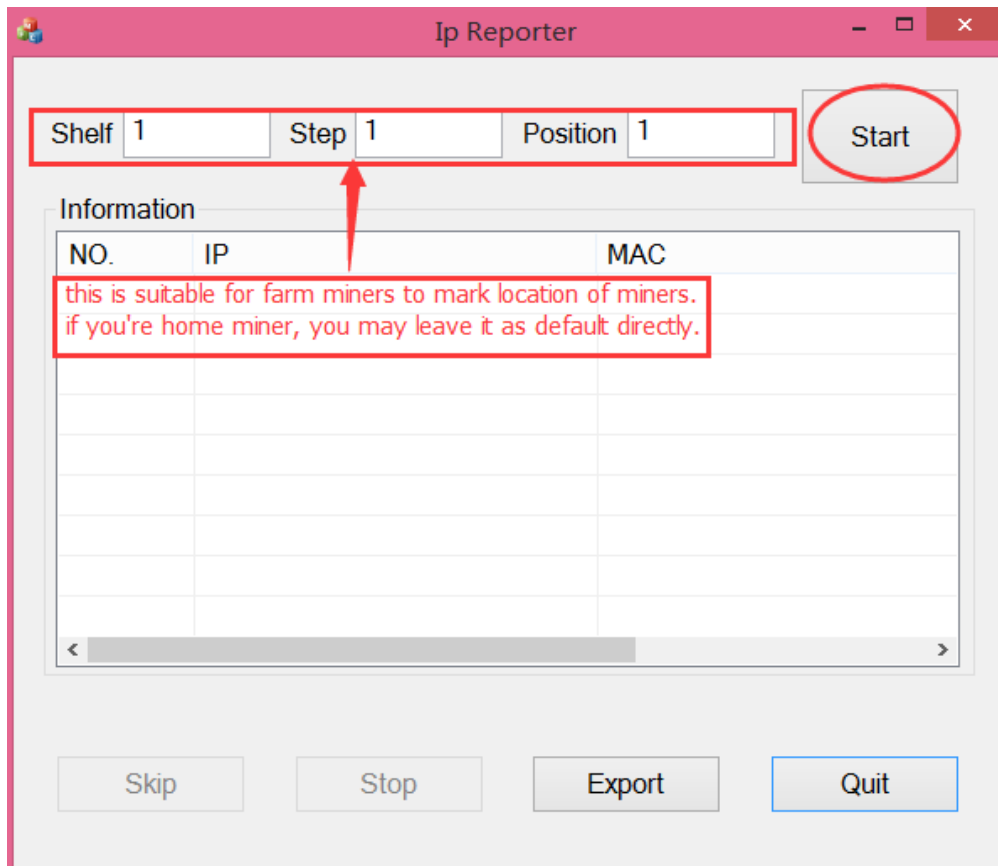 Ip Reporter
Shelf 1 Step 1 Position 1 Start
Information
NO. IP MAC
this is suitable for farm miners to mark location of miners.
if you're home miner, you may leave it as default directly.
Skip Stop Export Quit